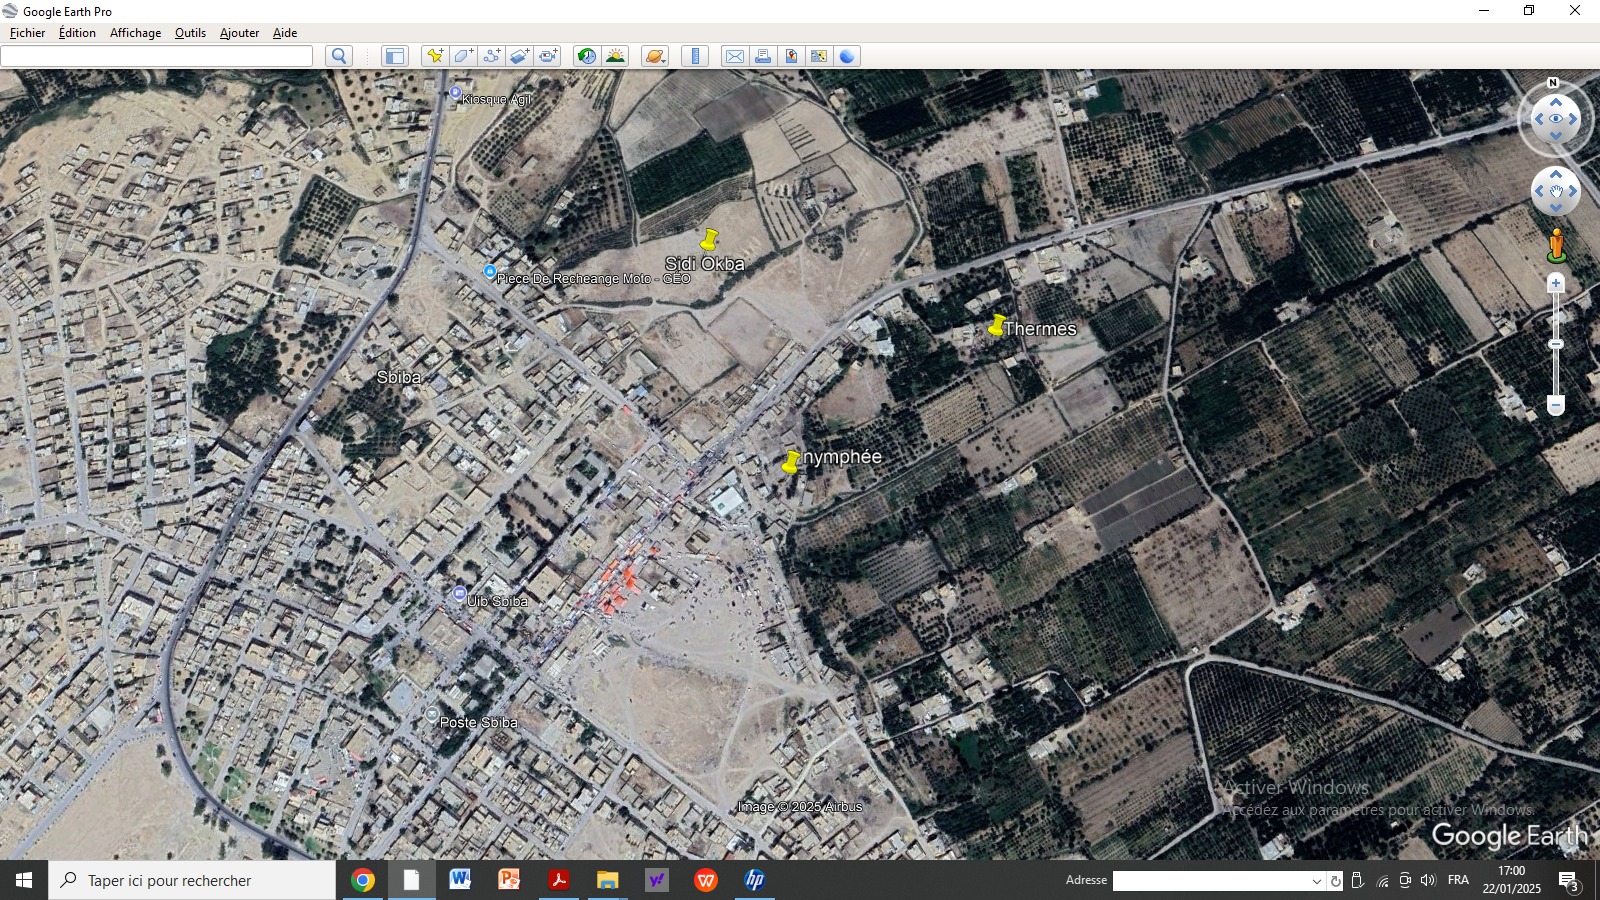 Google Earth Pro
Fichier Édition Affichage Outils Ajouter Aide
N
Kiosque Agil
Sidi Okba
Piece De Recheange Moto - GEO
Thermes
Sbiba
nymphée
Uib Sbiba
Poste Sbiba
Image © 2025 Airbus
Activer Windows
Accédez aux paramètres pour activer Windows.
Google Earth
Taper ici pour rechercher
Adresse
FRA
17:00
22/01/2025
3